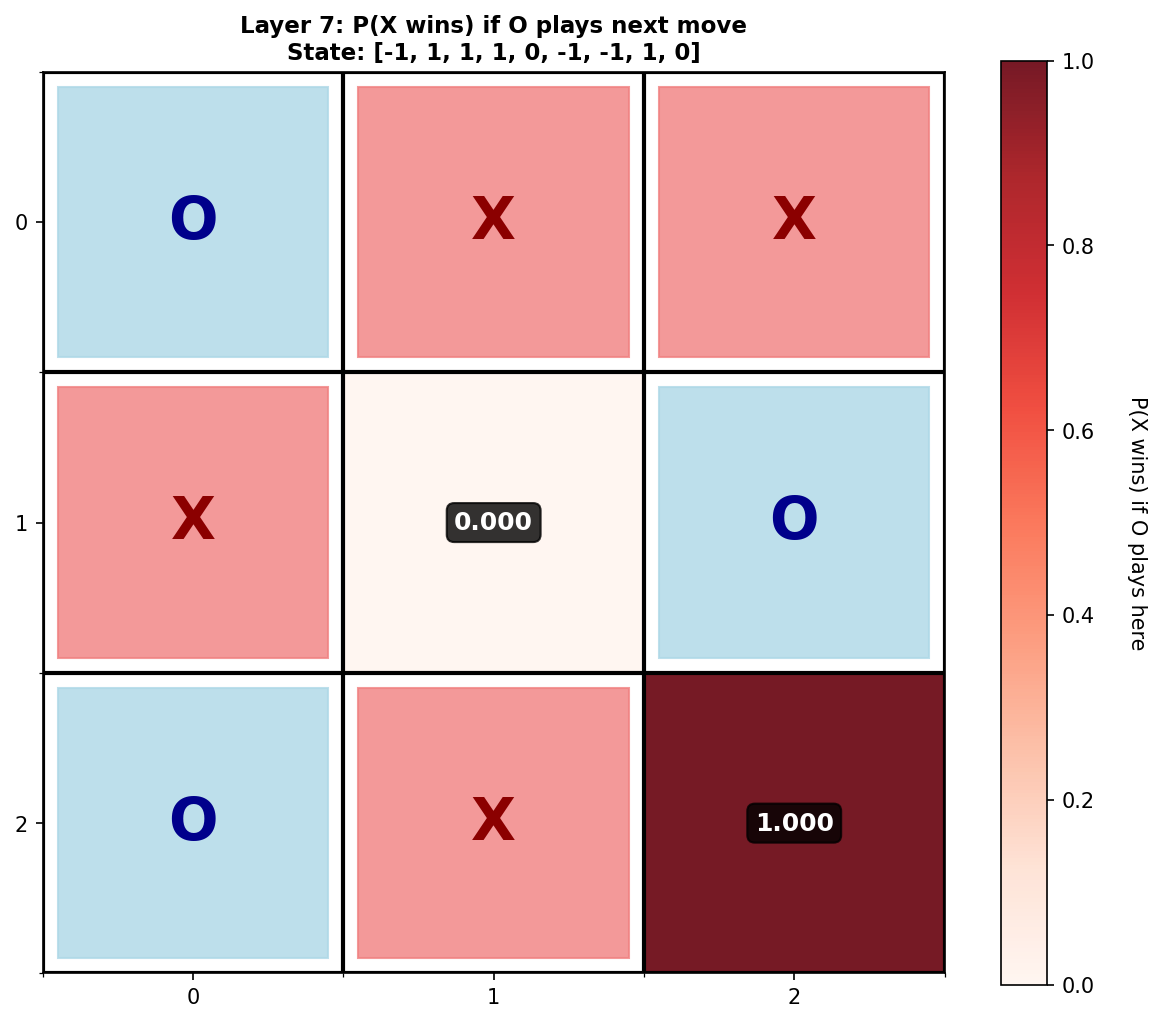 Layer 7: P(X wins) if O plays next move
State: [-1, 1, 1, 1, 0, -1, -1, 1, 0]
O X X
X 0.000 O
O X 1.000
0
1
2
0 1 2
1.0
0.8
0.6
0.4
0.2
0.0
P(X wins) if O plays here